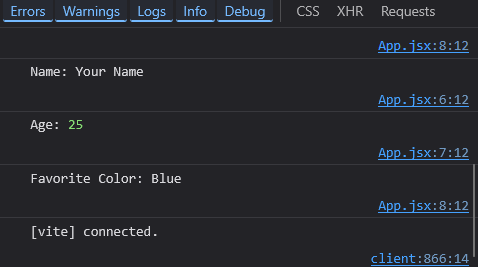 Errors Warnings Logs Info Debug CSS XHR Requests
App.jsx:8:12
Name: Your Name
App.jsx:6:12
Age: 25
App.jsx:7:12
Favorite Color: Blue
App.jsx:8:12
[vite] connected.
client:866:14